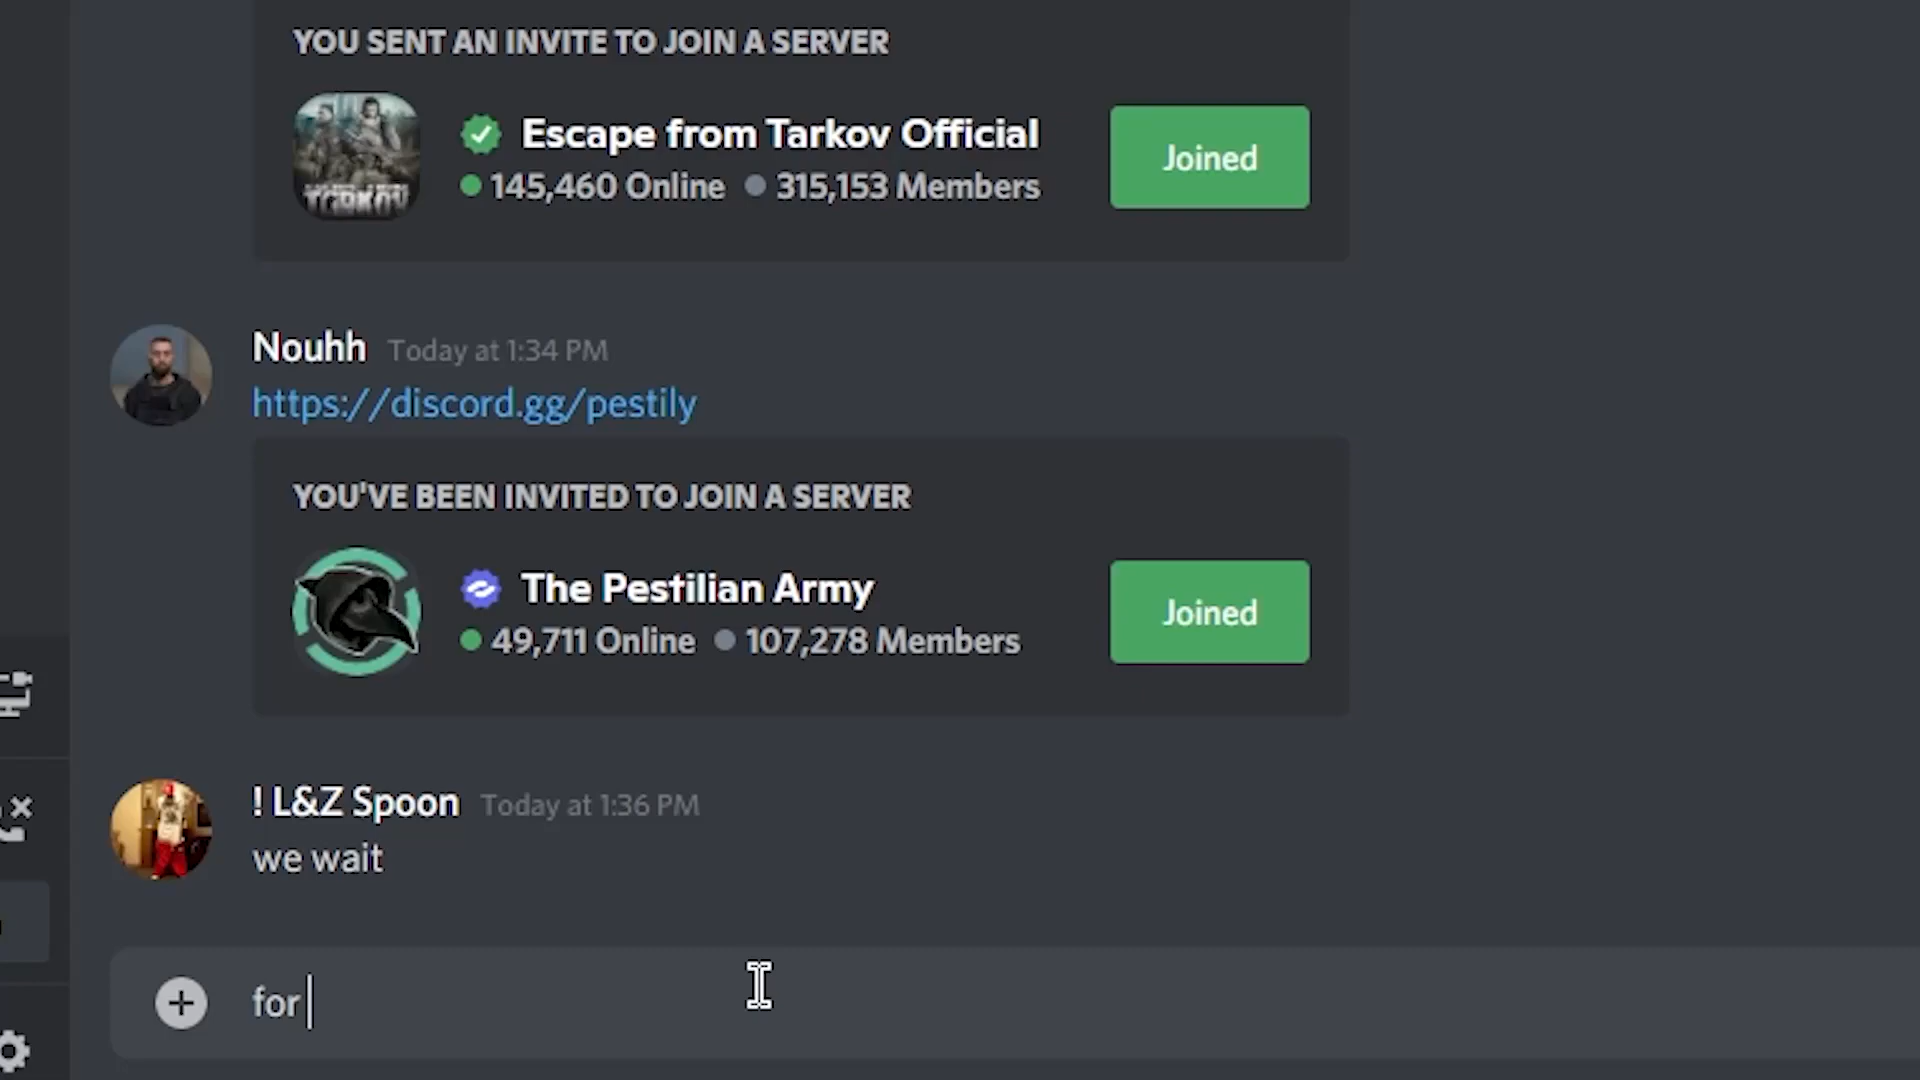 YOU SENT AN INVITE TO JOIN A SERVER
Escape from Tarkov Official
145,460 Online 315,153 Members
Joined
TARKOV
Nouhh Today at 1:34 PM
https://discord.gg/pestily
YOU'VE BEEN INVITED TO JOIN A SERVER
The Pestilian Army
49,711 Online 107,278 Members
Joined
! L&Z Spoon Today at 1:36 PM
we wait
for